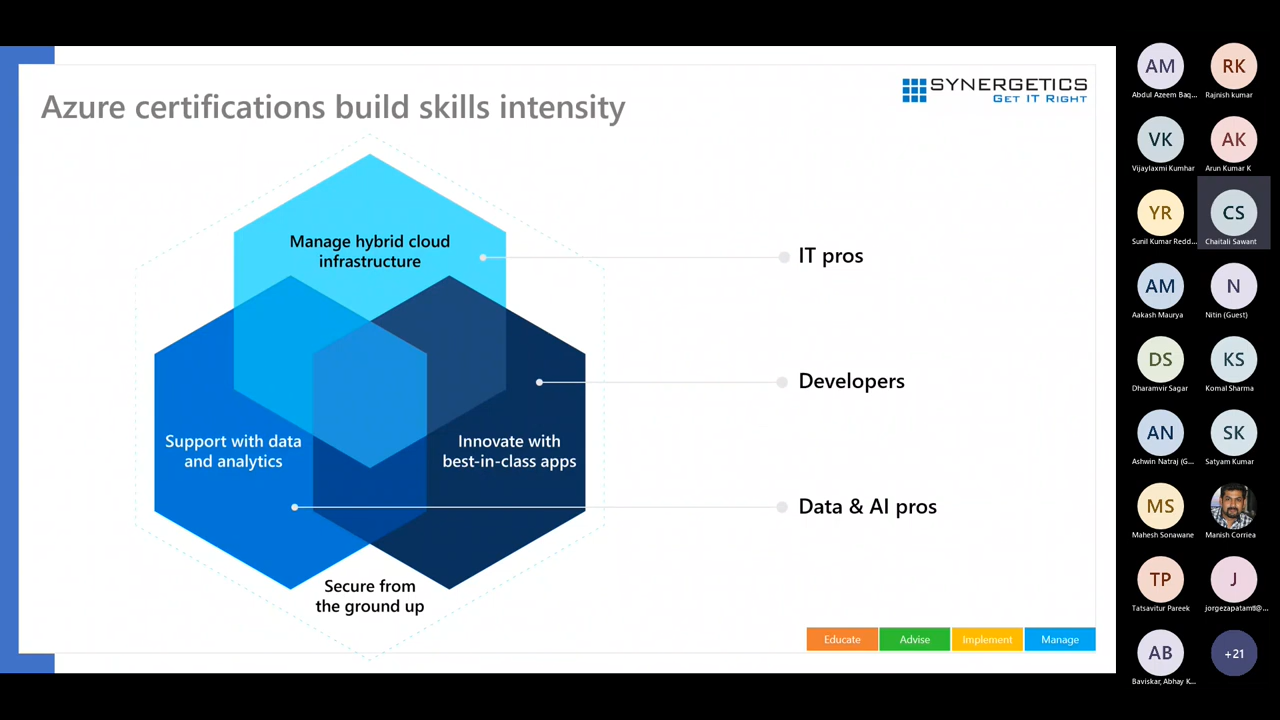 Azure certifications build skills intensity
SYNERGETICS
GET IT RIGHT
Manage hybrid cloud
infrastructure
IT pros
Developers
Support with data
and analytics
Innovate with
best-in-class apps
Data & AI pros
Secure from
the ground up
Educate
Advise
Implement
Manage
AM
Abdul Azeem Baq...
RK
Rajnish kumar
VK
Vijaylaxmi Kumhar
AK
Arun Kumar K
YR
Sunil Kumar Redd...
CS
Chaitali Sawant
AM
Aakash Maurya
N
Nitin (Guest)
DS
Dharamvir Sagar
KS
Komal Sharma
AN
Ashwin Natraj (G...
SK
Satyam Kumar
MS
Mahesh Sonawane
Manish Corriea
TP
Tatsavitur Pareek
J
AB
Baviskar, Abhay K...
+21